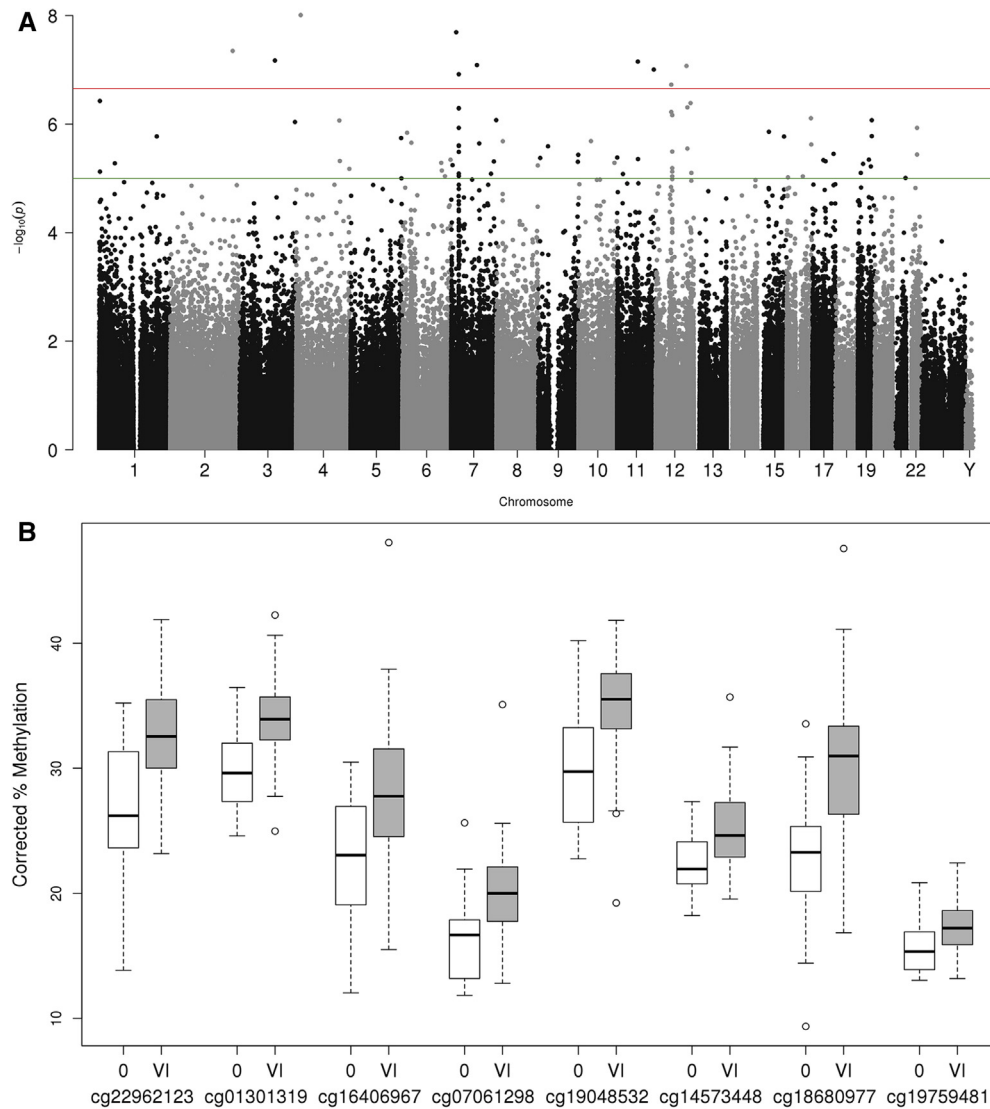 A
8
6
4
2
0
-log₁₀(p)
1 2 3 4 5 6 7 8 9 10 11 12 13 15 17 19 22 Y
Chromosome
B
Corrected % Methylation
40
30
20
10
0 VI 0 VI 0 VI 0 VI 0 VI 0 VI 0 VI 0 VI
cg22962123 cg01301319 cg16406967 cg07061298 cg19048532 cg14573448 cg18680977 cg19759481